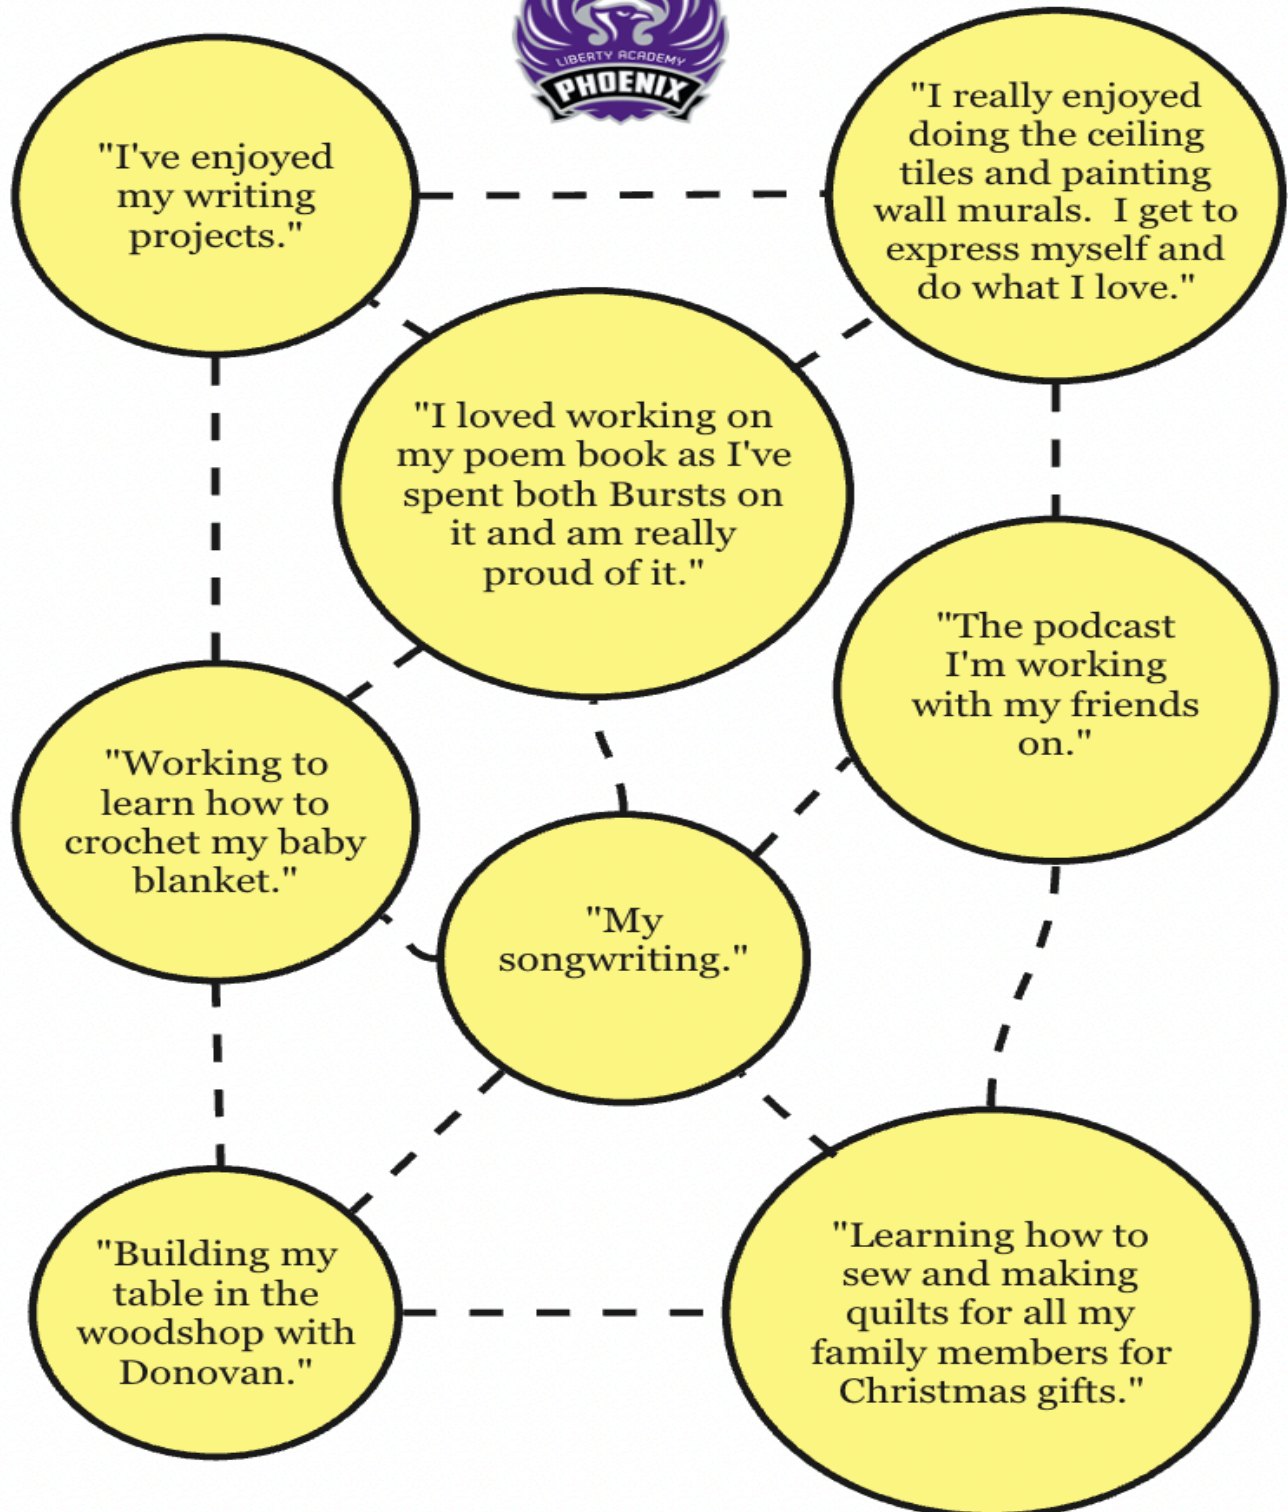 LIBERTY ACADEMY
PHOENIX
"I've enjoyed
my writing
projects."
"I really enjoyed
doing the ceiling
tiles and painting
wall murals.  I get to
express myself and
do what I love."
"I loved working on
my poem book as I've
spent both Bursts on
it and am really
proud of it."
"The podcast
I'm working
with my friends
on."
"Working to
learn how to
crochet my baby
blanket."
"My
songwriting."
"Building my
table in the
woodshop with
Donovan."
"Learning how to
sew and making
quilts for all my
family members for
Christmas gifts."